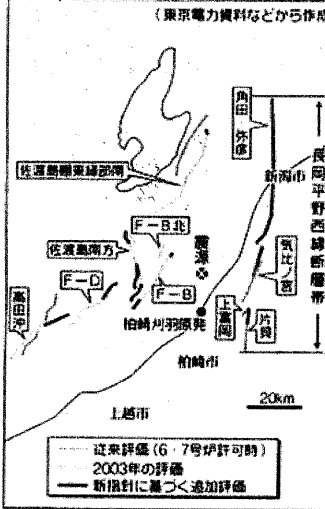 (東京電力資料などから作成
角田・弥彦
新潟市
長岡平野西縁断層帯
佐渡島棚東縁部南
F－B北
佐渡島南方
震源
気比ノ宮
F－D
F－B
高田沖
上富岡
片貝
柏崎刈羽原発
柏崎市
20km
上越市
従来評価(6・7号炉許可時)
2003年の評価
新指針に基づく追加評価